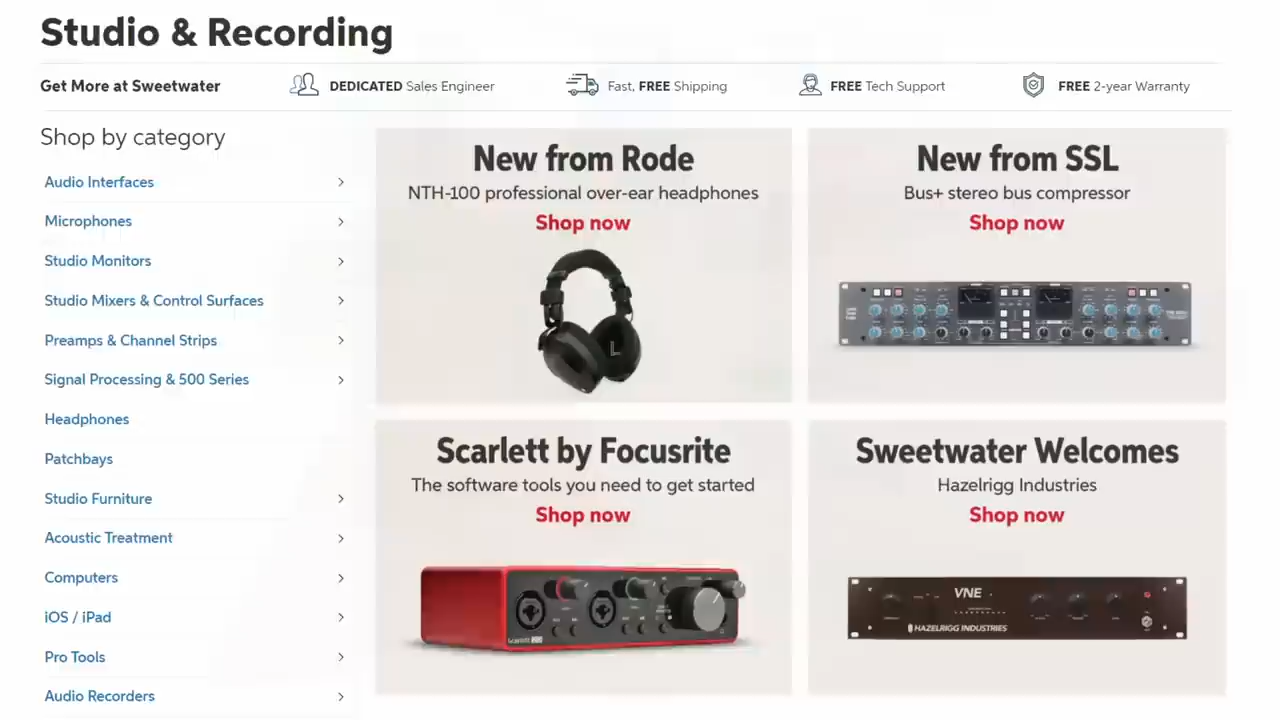 Studio & Recording
Get More at Sweetwater
DEDICATED Sales Engineer
Fast, FREE Shipping
FREE Tech Support
FREE 2-year Warranty
Shop by category
Audio Interfaces
Microphones
Studio Monitors
Studio Mixers & Control Surfaces
Preamps & Channel Strips
Signal Processing & 500 Series
Headphones
Patchbays
Studio Furniture
Acoustic Treatment
Computers
iOS / iPad
Pro Tools
Audio Recorders
New from Rode
NTH-100 professional over-ear headphones
Shop now
L
New from SSL
Bus+ stereo bus compressor
Shop now
Scarlett by Focusrite
The software tools you need to get started
Shop now
Scarlett 2i2
Sweetwater Welcomes
Hazelrigg Industries
Shop now
VNE
HAZELRIGG INDUSTRIES